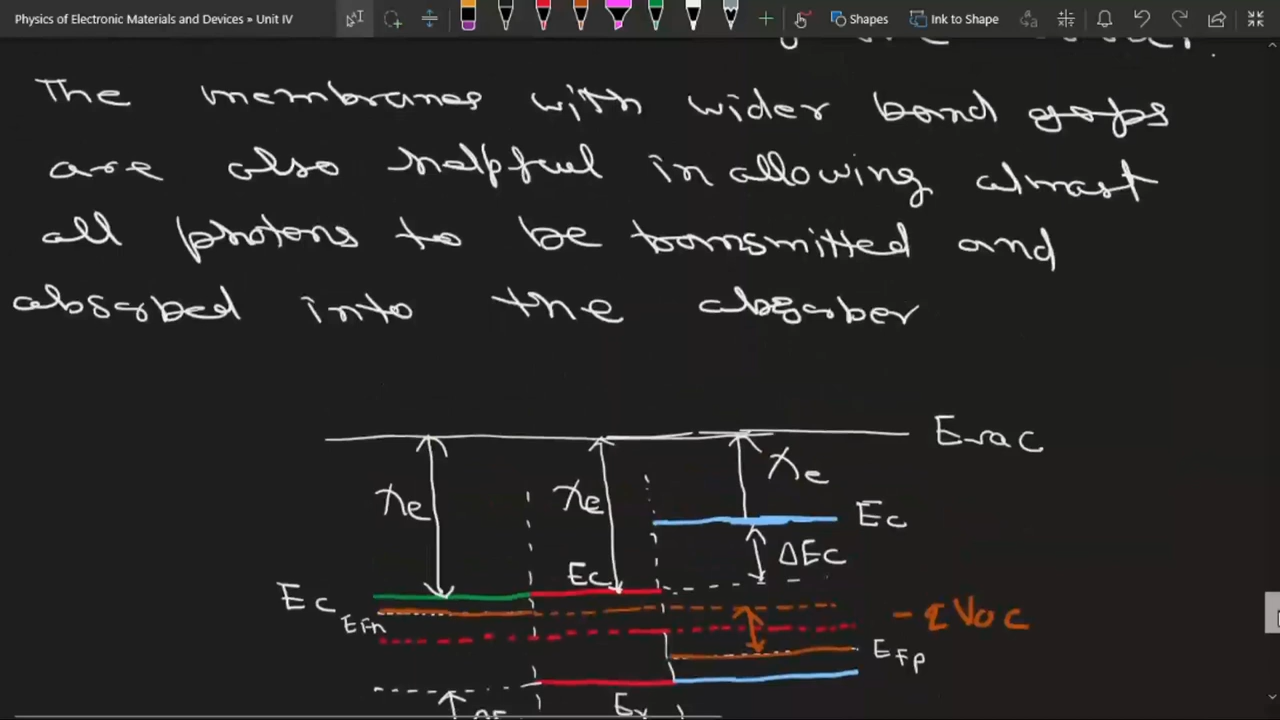 Physics of Electronic Materials and Devices » Unit IV
Shapes
Ink to Shape
The membranes with wider band gaps
are also helpful in allowing almost
all photons to be transmitted and
absorbed into the absorber
Evac
χe χe χe
Ec
ΔEc
Ec Ec
EFn
-qVoc
EFp
Ev